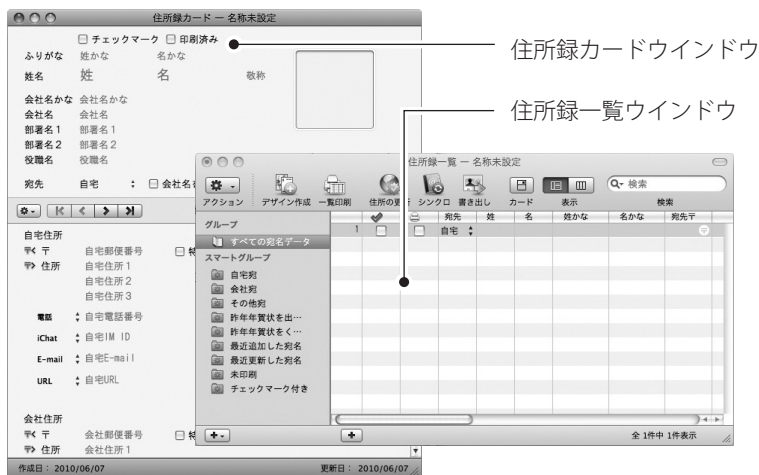 住所録カード ー 名称未設定
チェックマーク 印刷済み
ふりがな 姓かな 名かな
姓名 姓 名 敬称
会社名かな 会社名かな
会社名 会社名
部署名1 部署名1
部署名2 部署名2
役職名 役職名
宛先 自宅 会社名を
自宅住所
〒 自宅郵便番号
住所 自宅住所1
自宅住所2
自宅住所3
電話 自宅電話番号
iChat 自宅IM ID
E-mail 自宅E-mail
URL 自宅URL
会社住所
〒 会社郵便番号
住所 会社住所1
作成日: 2010/06/07 更新日: 2010/06/07
住所録カードウインドウ
住所録一覧ウインドウ
住所録一覧 ー 名称未設定
検索
アクション デザイン作成 一覧印刷 住所の更新 シンクロ 書き出し カード 表示 検索
宛先 姓 名 姓かな 名かな 宛先〒
1 自宅
グループ
すべての宛名データ
スマートグループ
自宅宛
会社宛
その他宛
昨年年賀状を出…
昨年年賀状をく…
最近追加した宛名
最近更新した宛名
未印刷
チェックマーク付き
全 1件中 1件表示